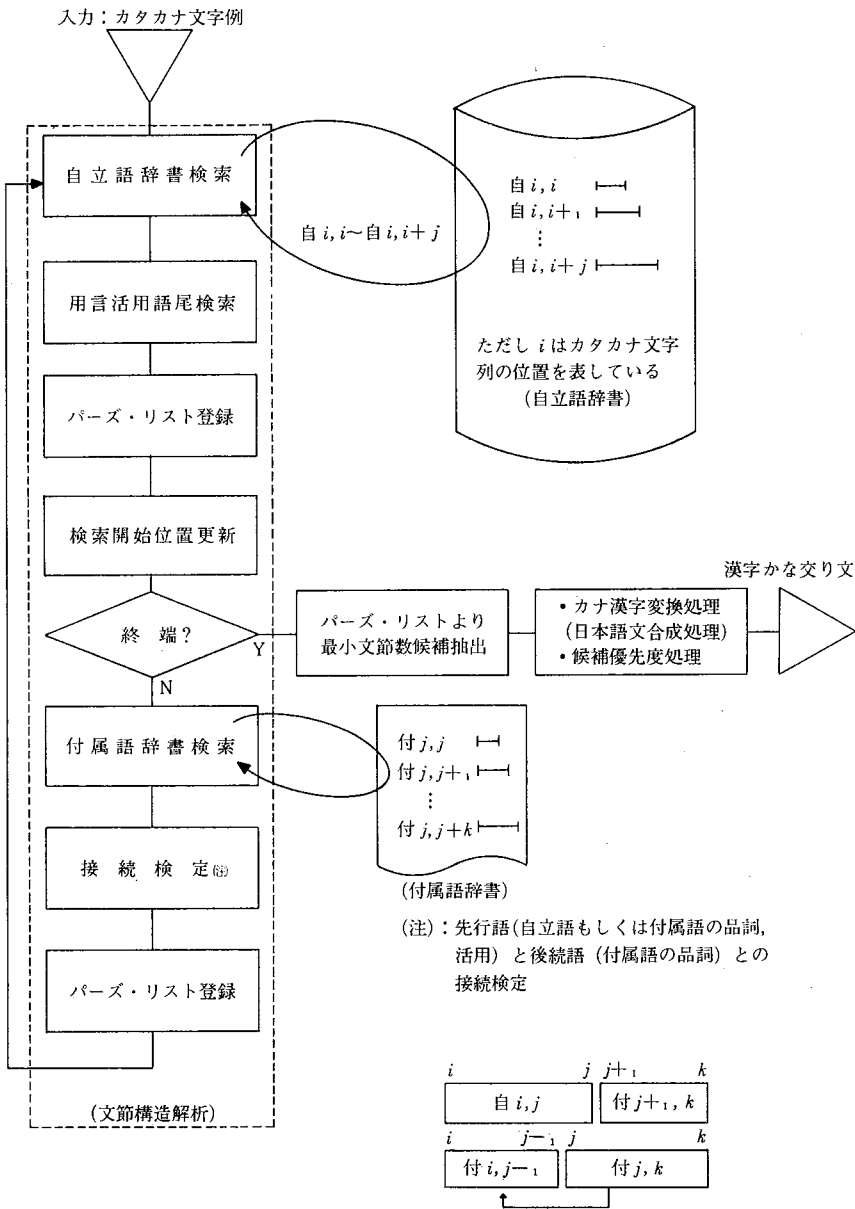 入力：カタカナ文字例
自立語辞書検索
自i,i〜自i,i+j
自i,i
自i,i+1
⋮
自i,i+j
ただしiはカタカナ文字
列の位置を表している
(自立語辞書)
用言活用語尾検索
パーズ・リスト登録
検索開始位置更新
終端？
Y
N
パーズ・リストより
最小文節数候補抽出
・カナ漢字変換処理
(日本語文合成処理)
・候補優先度処理
漢字かな交り文
付属語辞書検索
付j,j
付j,j+1
⋮
付j,j+k
(付属語辞書)
接続検定(注)
(注)：先行語(自立語もしくは付属語の品詞,
活用）と後続語（付属語の品詞）との
接続検定
パーズ・リスト登録
(文節構造解析)
i j j+1 k
自i,j 付j+1,k
i j−1 j k
付i,j−1 付j,k